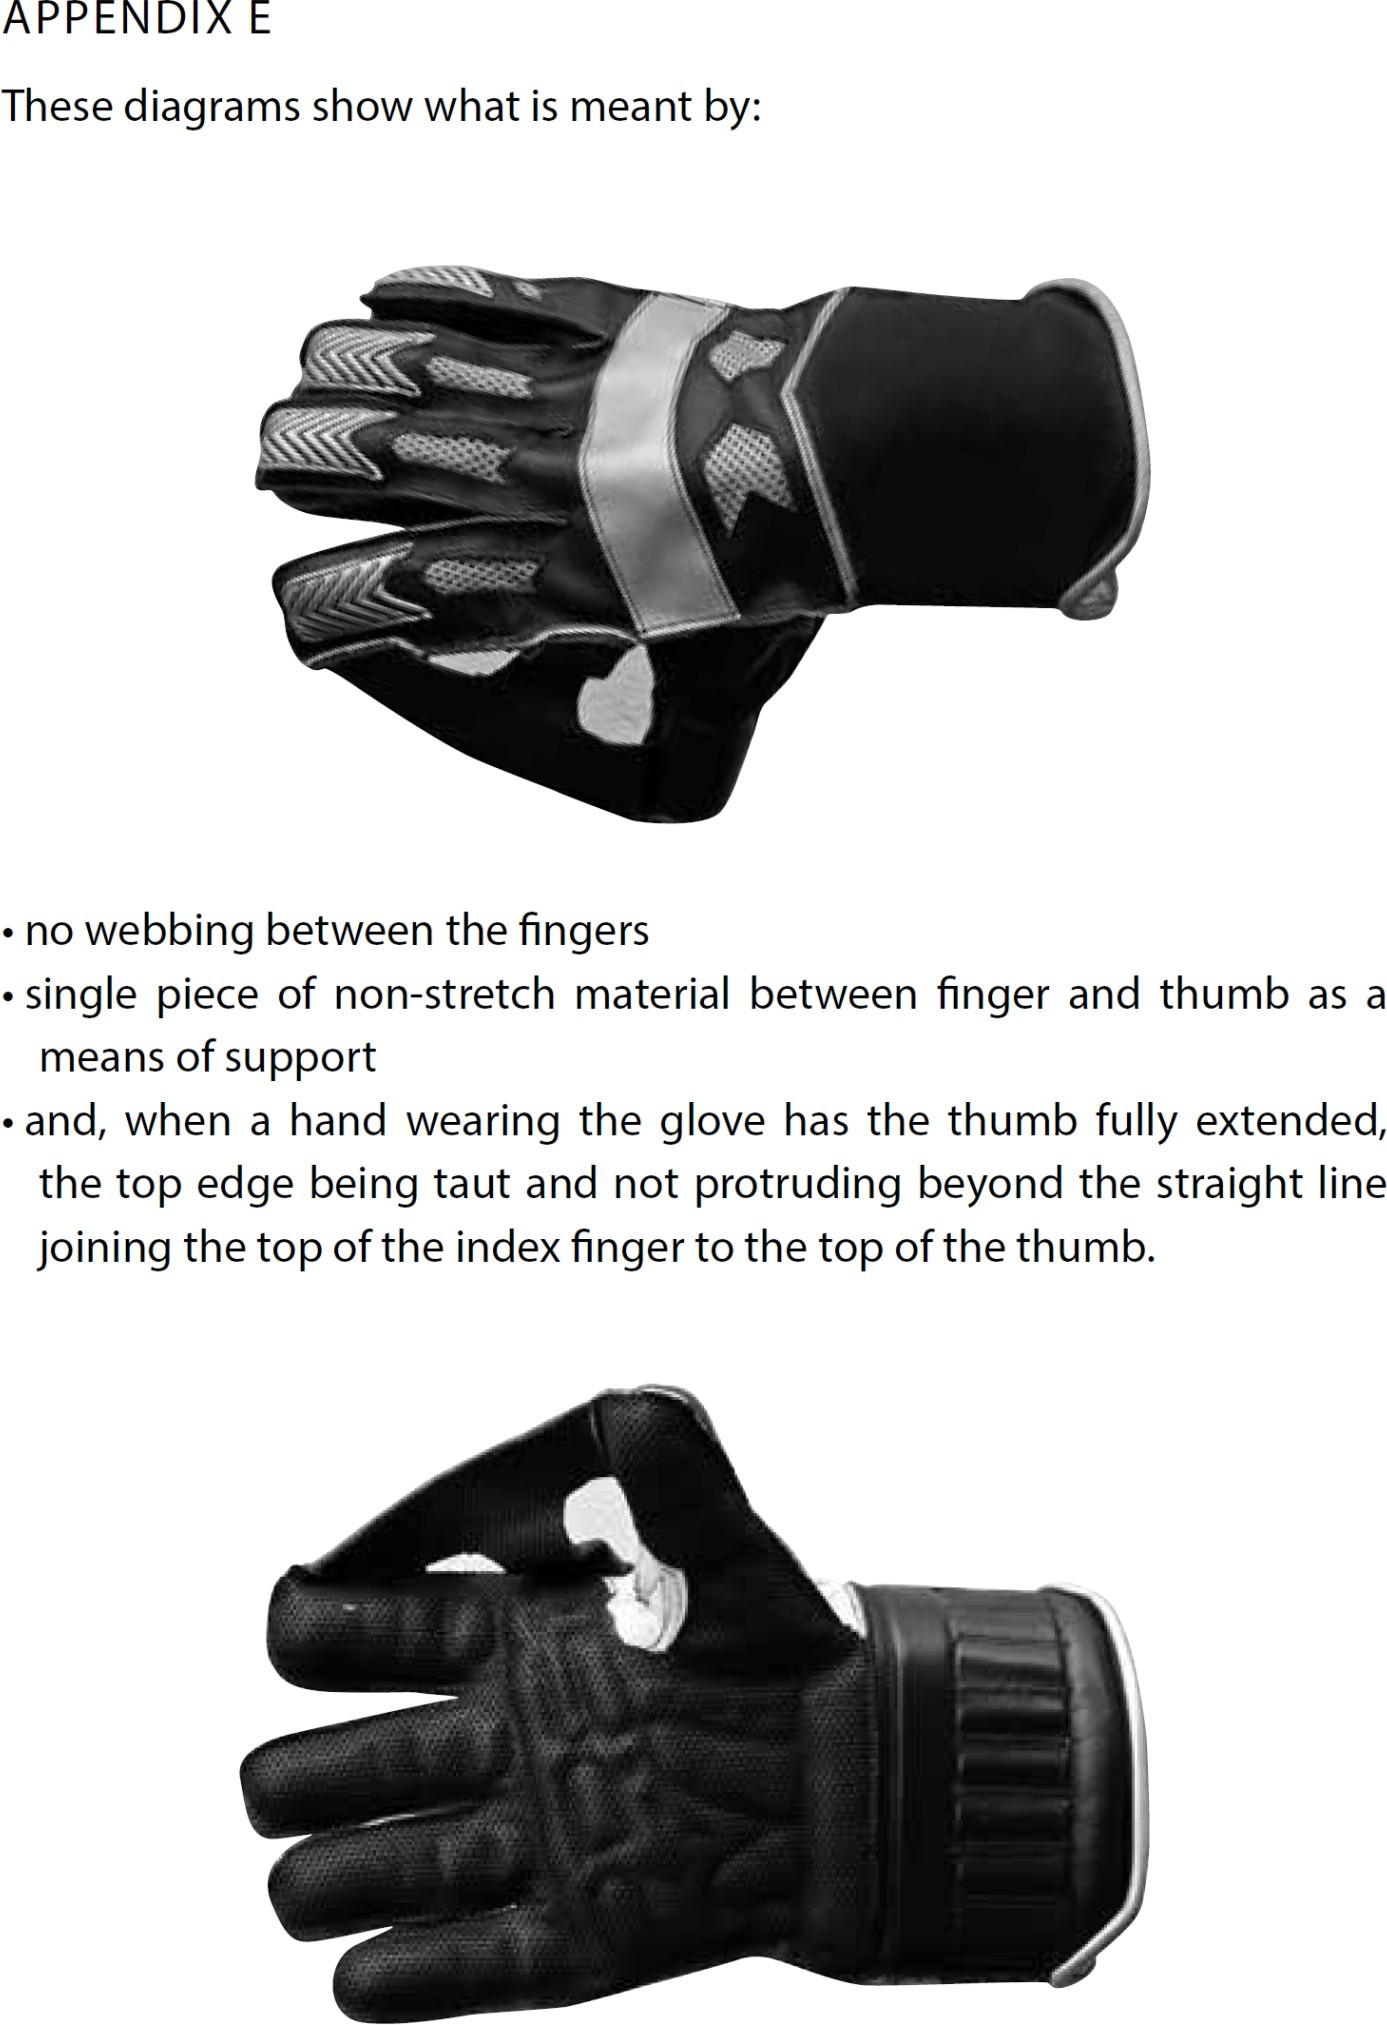 APPENDIX E
These diagrams show what is meant by:
• no webbing between the fingers
• single piece of non-stretch material between finger and thumb as a
means of support
• and, when a hand wearing the glove has the thumb fully extended,
the top edge being taut and not protruding beyond the straight line
joining the top of the index finger to the top of the thumb.